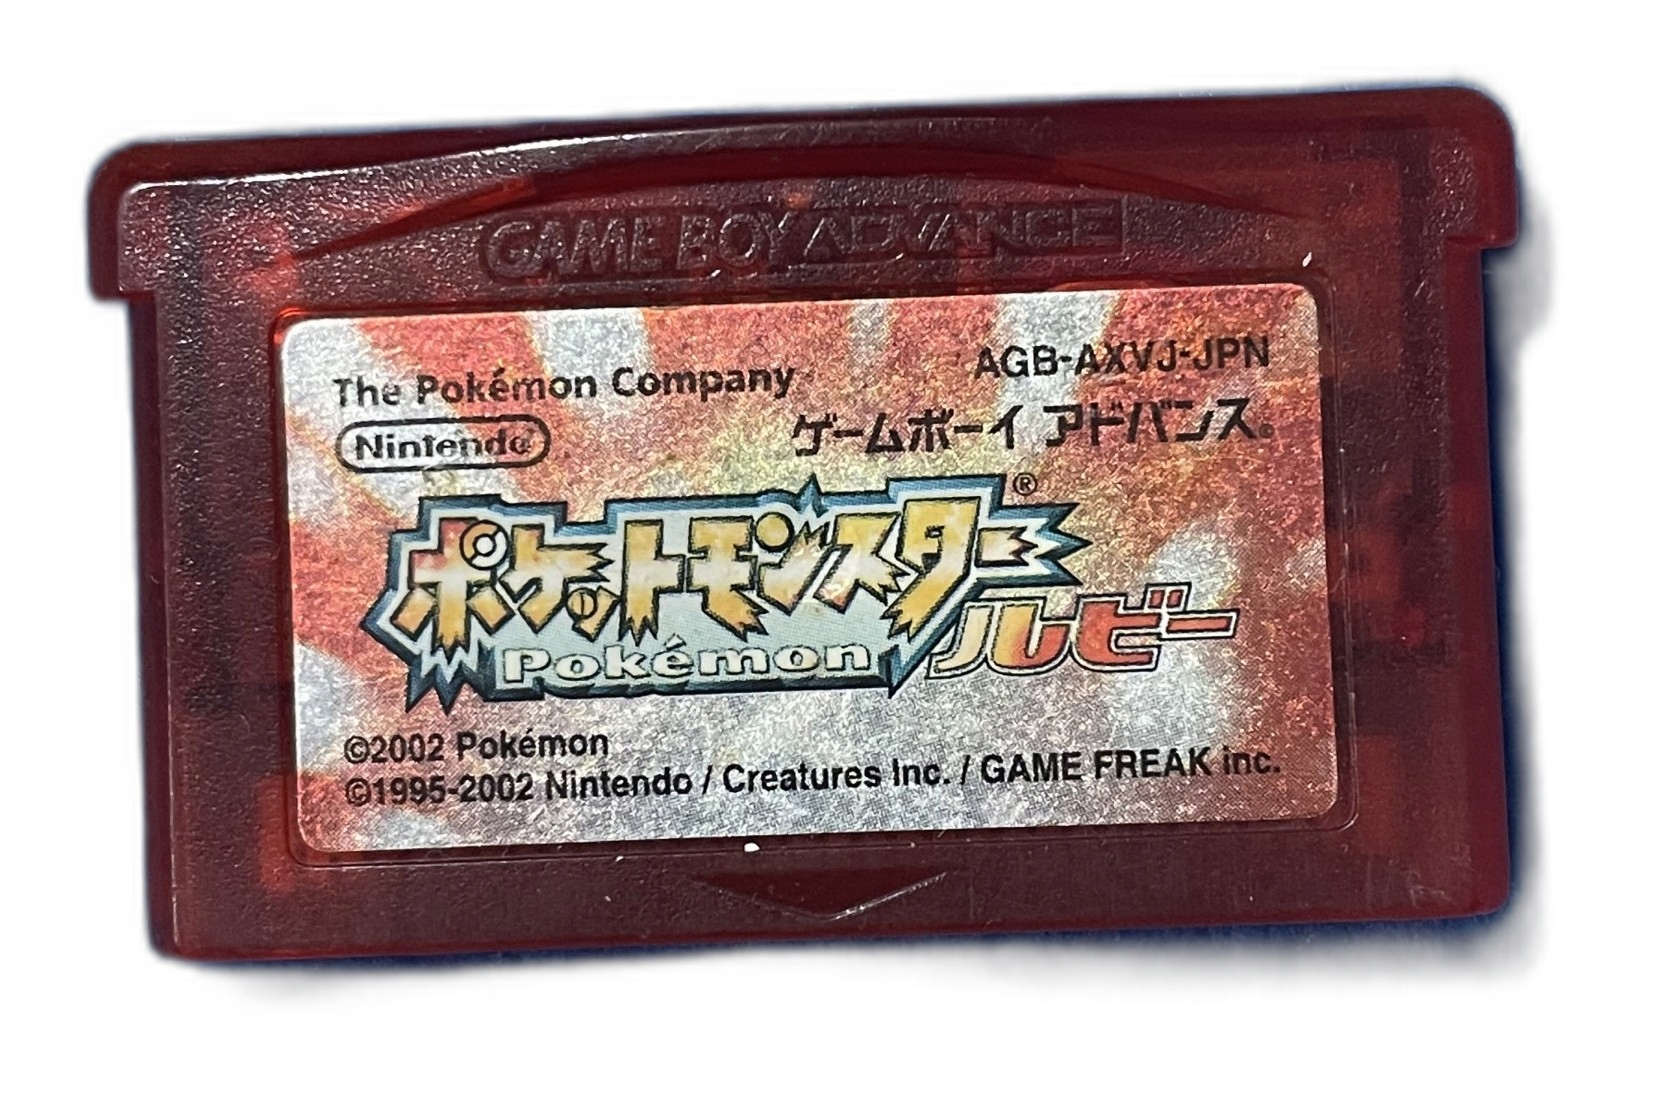 GAME BOY ADVANCE
The Pokémon Company
AGB-AXVJ-JPN
Nintendo
ゲームボーイ アドバンス®
ポケットモンスター®
Pokémon
ルビー
©2002 Pokémon
©1995-2002 Nintendo / Creatures Inc. / GAME FREAK inc.